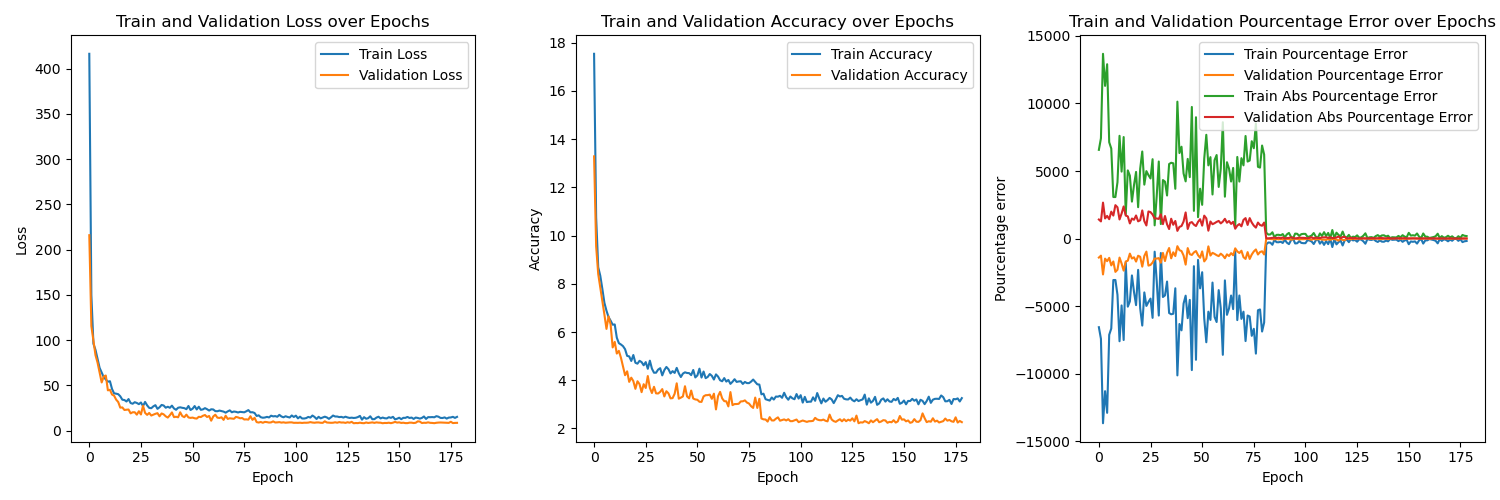 Train and Validation Loss over Epochs
Train Loss
Validation Loss
400
350
300
250
200
150
100
50
0
Loss
0 25 50 75 100 125 150 175
Epoch
Train and Validation Accuracy over Epochs
Train Accuracy
Validation Accuracy
18
16
14
12
10
8
6
4
2
Accuracy
0 25 50 75 100 125 150 175
Epoch
Train and Validation Pourcentage Error over Epochs
Train Pourcentage Error
Validation Pourcentage Error
Train Abs Pourcentage Error
Validation Abs Pourcentage Error
15000
10000
5000
0
−5000
−10000
−15000
Pourcentage error
0 25 50 75 100 125 150 175
Epoch